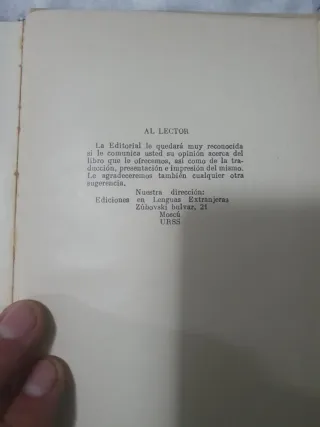 AL LECTOR
La Editorial le quedará muy reconocida
si le comunica usted su opinión acerca del
libro que le ofrecemos, así como de la tra-
ducción, presentación e impresión del mismo.
Le agradeceremos también cualquier otra
sugerencia.
Nuestra dirección:
Ediciones en Lenguas Extranjeras
Zúbovski bulvar, 21
Moscú
URSS